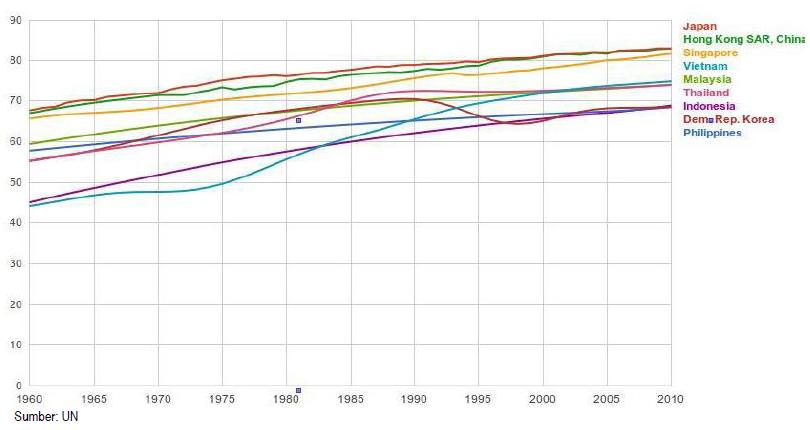 90
80
70
60
50
40
30
20
10
0
1960 1965 1970 1975 1980 1985 1990 1995 2000 2005 2010
Japan
Hong Kong SAR, China
Singapore
Vietnam
Malaysia
Thailand
Indonesia
Dem Rep. Korea
Philippines
Sumber: UN